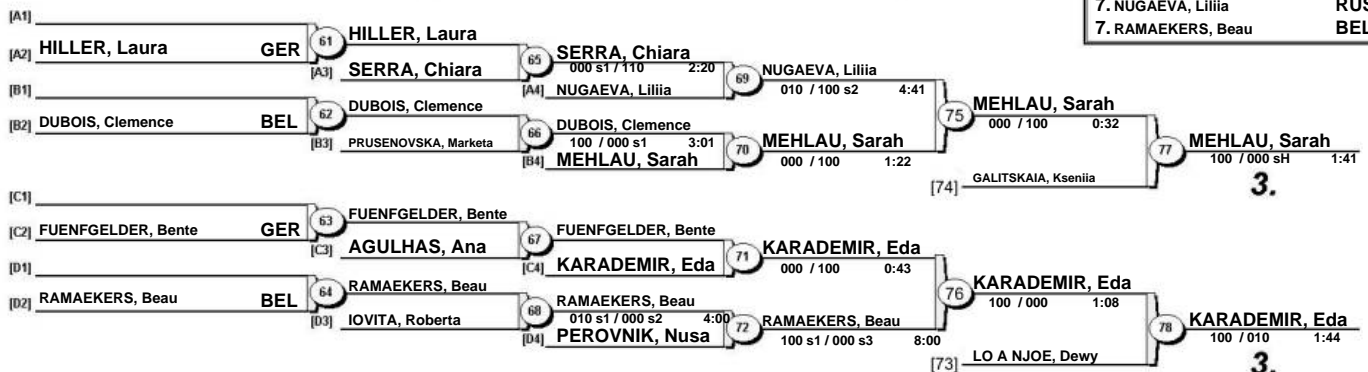 7. NUGAEVA, Liliia RUS
7. RAMAEKERS, Beau BEL
[A1]
[A2] HILLER, Laura GER
61
HILLER, Laura
[A3] SERRA, Chiara
65
SERRA, Chiara
000 s1 / 110 2:20
[A4] NUGAEVA, Liliia
69
NUGAEVA, Liliia
010 / 100 s2 4:41
[B1]
[B2] DUBOIS, Clemence BEL
62
DUBOIS, Clemence
[B3] PRUSENOVSKA, Marketa
66
DUBOIS, Clemence
100 / 000 s1 3:01
[B4] MEHLAU, Sarah
70
MEHLAU, Sarah
000 / 100 1:22
75
MEHLAU, Sarah
000 / 100 0:32
[74] GALITSKAIA, Kseniia
77
MEHLAU, Sarah
100 / 000 sH 1:41
3.
[C1]
[C2] FUENFGELDER, Bente GER
63
FUENFGELDER, Bente
[C3] AGULHAS, Ana
67
FUENFGELDER, Bente
[C4] KARADEMIR, Eda
71
KARADEMIR, Eda
000 / 100 0:43
[D1]
[D2] RAMAEKERS, Beau BEL
64
RAMAEKERS, Beau
[D3] IOVITA, Roberta
68
RAMAEKERS, Beau
010 s1 / 000 s2 4:00
[D4] PEROVNIK, Nusa
72
RAMAEKERS, Beau
100 s1 / 000 s3 8:00
76
KARADEMIR, Eda
100 / 000 1:08
[73] LO A NJOE, Dewy
78
KARADEMIR, Eda
100 / 010 1:44
3.